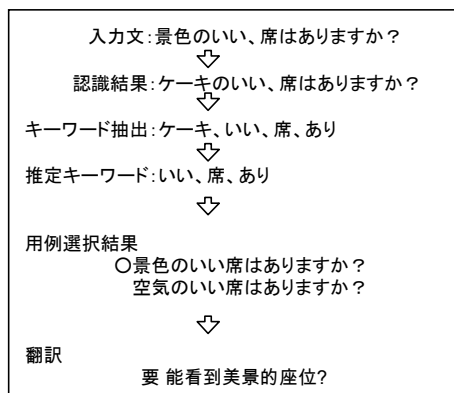 入力文：景色のいい、席はありますか？
認識結果：ケーキのいい、席はありますか？
キーワード抽出：ケーキ、いい、席、あり
推定キーワード：いい、席、あり
用例選択結果
〇景色のいい席はありますか？
空気のいい席はありますか？
翻訳
要 能看到美景的座位?